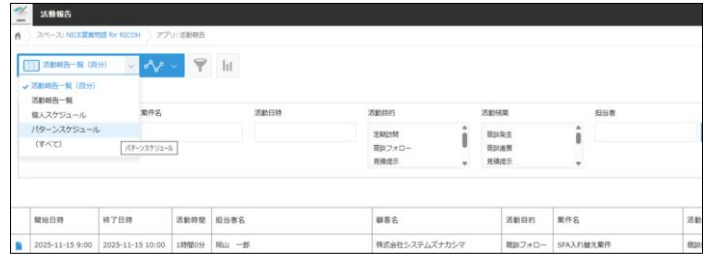 活動報告
スペース: NICE営業物語 for RICOH アプリ: 活動報告
活動報告一覧（自分）
活動報告一覧（自分）
活動報告一覧
個人スケジュール
パターンスケジュール
（すべて）
パターンスケジュール
案件名 活動日時 活動目的 活動結果 担当者
定期訪問
商談フォロー
見積提示
商談発生
商談進展
見積提示
開始日時 終了日時 活動時間 担当者名 顧客名 活動目的 案件名 活動
2025-11-15 9:00 2025-11-15 10:00 1時間0分 岡山 一郎 株式会社システムズナカシマ 商談フォロー SFA入れ替え案件 商談